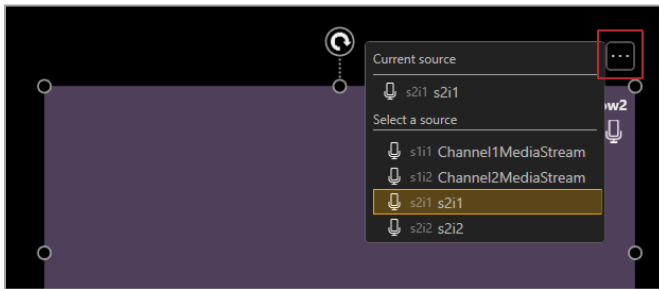 Current source
s2i1 s2i1
Select a source
s1i1 Channel1MediaStream
s1i2 Channel2MediaStream
s2i1 s2i1
s2i2 s2i2